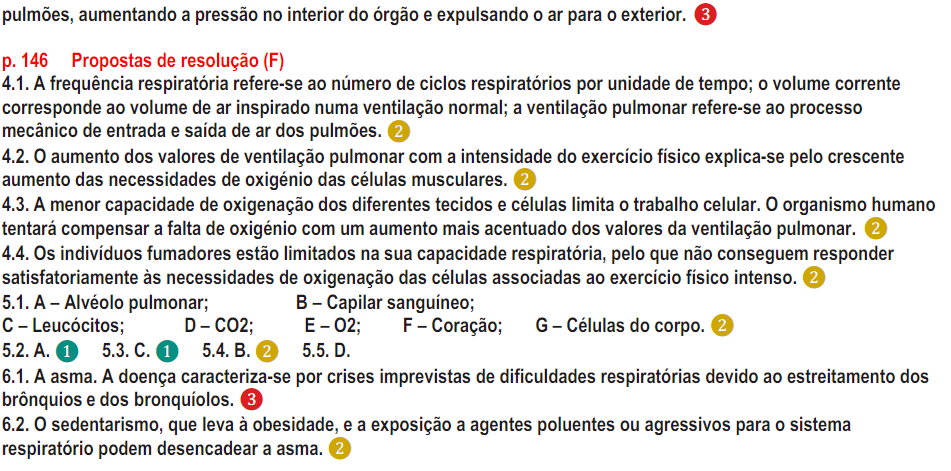 pulmões, aumentando a pressão no interior do órgão e expulsando o ar para o exterior. 3
p. 146 Propostas de resolução (F)
4.1. A frequência respiratória refere-se ao número de ciclos respiratórios por unidade de tempo; o volume corrente
corresponde ao volume de ar inspirado numa ventilação normal; a ventilação pulmonar refere-se ao processo
mecânico de entrada e saída de ar dos pulmões. 2
4.2. O aumento dos valores de ventilação pulmonar com a intensidade do exercício físico explica-se pelo crescente
aumento das necessidades de oxigénio das células musculares. 2
4.3. A menor capacidade de oxigenação dos diferentes tecidos e células limita o trabalho celular. O organismo humano
tentará compensar a falta de oxigénio com um aumento mais acentuado dos valores da ventilação pulmonar. 2
4.4. Os indivíduos fumadores estão limitados na sua capacidade respiratória, pelo que não conseguem responder
satisfatoriamente às necessidades de oxigenação das células associadas ao exercício físico intenso. 2
5.1. A – Alvéolo pulmonar; B – Capilar sanguíneo;
C – Leucócitos; D – CO2; E – O2; F – Coração; G – Células do corpo. 2
5.2. A. 1 5.3. C. 1 5.4. B. 2 5.5. D.
6.1. A asma. A doença caracteriza-se por crises imprevistas de dificuldades respiratórias devido ao estreitamento dos
brônquios e dos bronquíolos. 3
6.2. O sedentarismo, que leva à obesidade, e a exposição a agentes poluentes ou agressivos para o sistema
respiratório podem desencadear a asma. 2